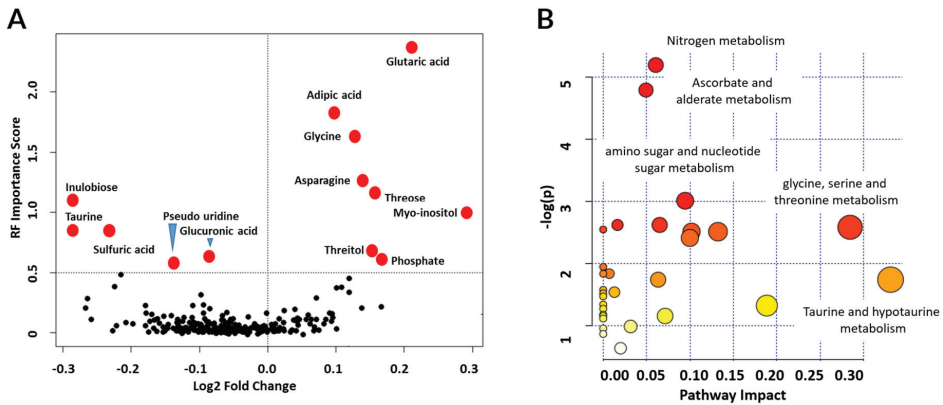 A
RF Importance Score
2.0
1.5
1.0
0.5
0
-0.3
-0.2
-0.1
0.0
0.1
0.2
0.3
Log2 Fold Change
Glutaric acid
Adipic acid
Glycine
Asparagine
Threose
Myo-inositol
Threitol
Phosphate
Inulobiose
Taurine
Sulfuric acid
Pseudo uridine
Glucuronic acid
B
Nitrogen metabolism
Ascorbate and
alderate metabolism
amino sugar and nucleotide
sugar metabolism
glycine, serine and
threonine metabolism
Taurine and hypotaurine
metabolism
-log(p)
5
4
3
2
1
0.00
0.05
0.10
0.20
0.20
0.30
Pathway Impact